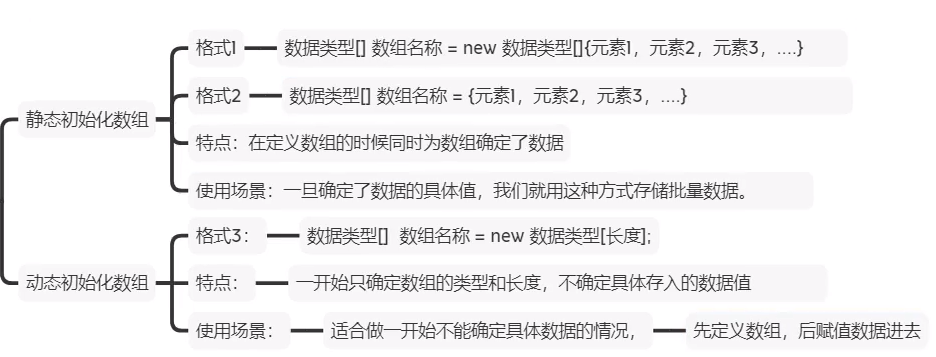 静态初始化数组
格式1
数据类型[] 数组名称 = new 数据类型[]{元素1，元素2，元素3，....}
格式2
数据类型[] 数组名称 = {元素1，元素2，元素3，....}
特点：在定义数组的时候同时为数组确定了数据
使用场景：一旦确定了数据的具体值，我们就用这种方式存储批量数据。
动态初始化数组
格式3：
数据类型[]  数组名称 = new 数据类型[长度];
特点：
一开始只确定数组的类型和长度，不确定具体存入的数据值
使用场景：
适合做一开始不能确定具体数据的情况，
先定义数组，后赋值数据进去